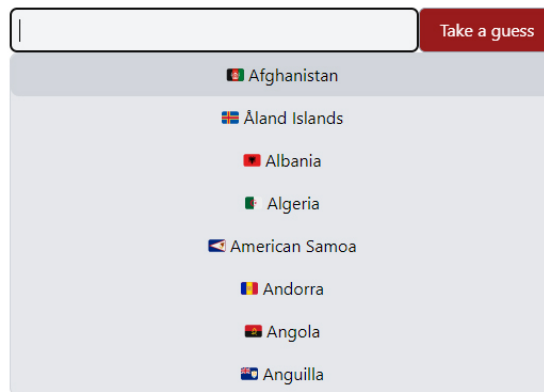 Take a guess
Afghanistan
Åland Islands
Albania
Algeria
American Samoa
Andorra
Angola
Anguilla